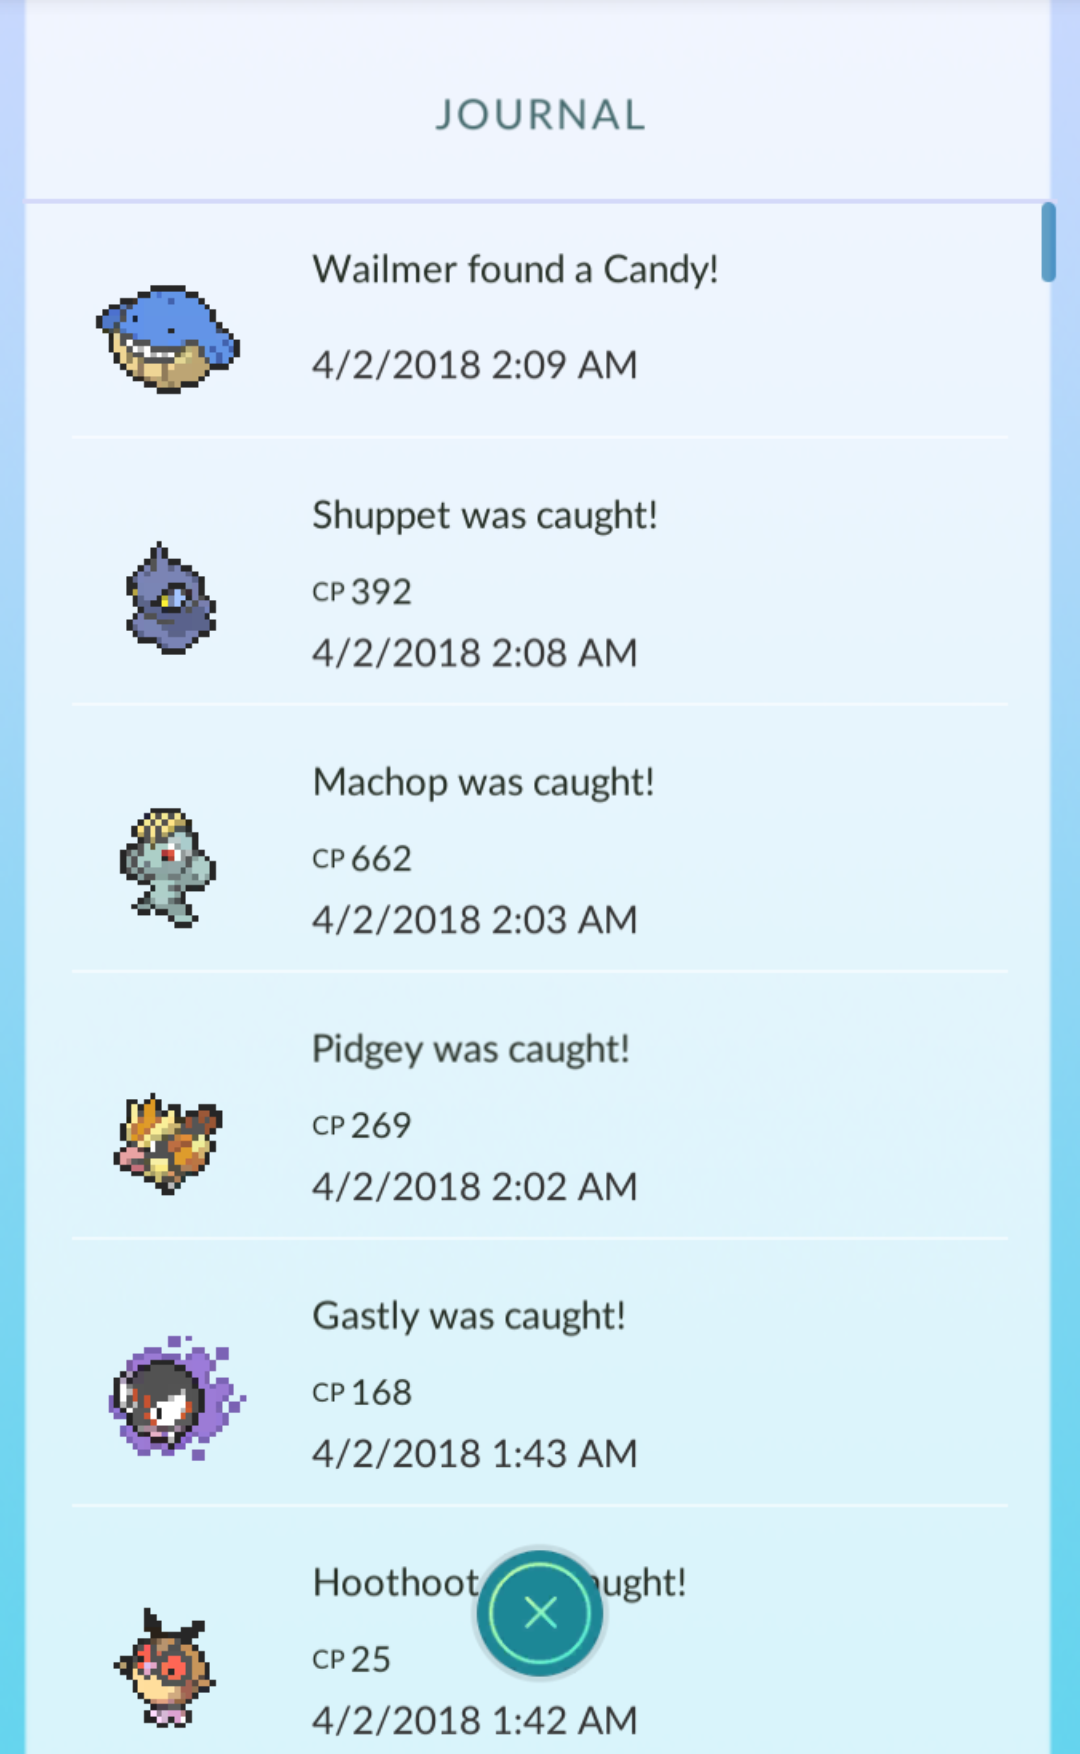 JOURNAL
Wailmer found a Candy!
4/2/2018 2:09 AM
Shuppet was caught!
CP 392
4/2/2018 2:08 AM
Machop was caught!
CP 662
4/2/2018 2:03 AM
Pidgey was caught!
CP 269
4/2/2018 2:02 AM
Gastly was caught!
CP 168
4/2/2018 1:43 AM
Hoothoot
CP 25
4/2/2018 1:42 AM